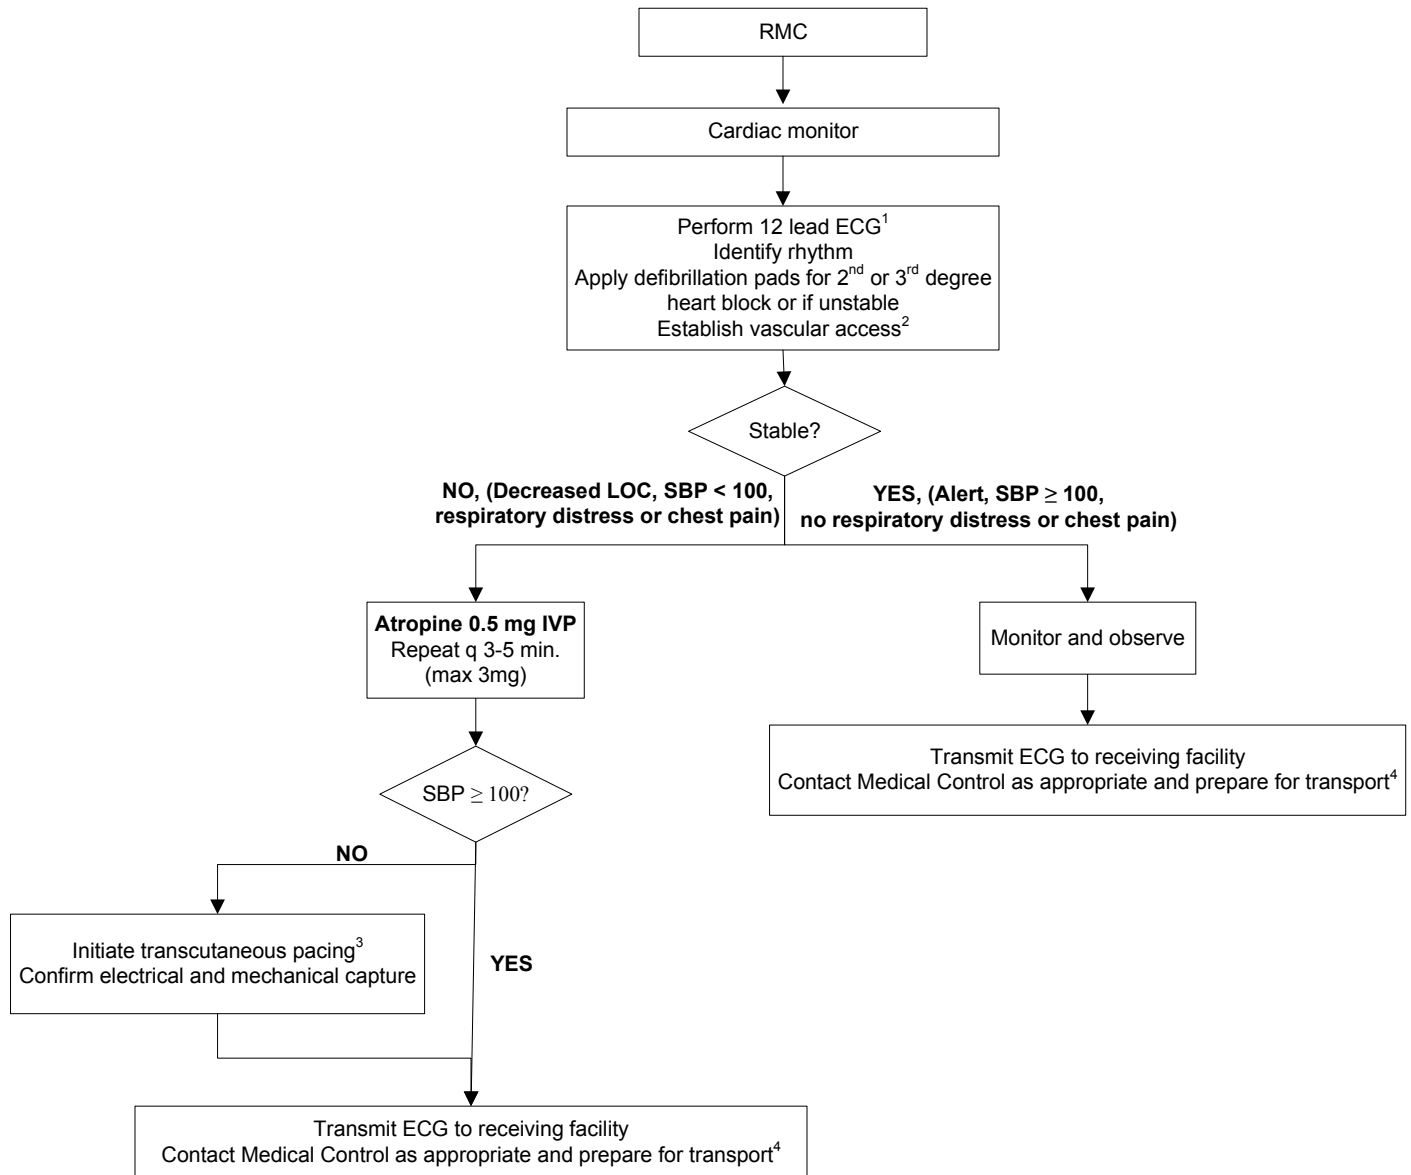 RMC
Cardiac monitor
Perform 12 lead ECG¹
Identify rhythm
Apply defibrillation pads for 2ⁿᵈ or 3ʳᵈ degree
heart block or if unstable
Establish vascular access²
Stable?
NO, (Decreased LOC, SBP < 100,
respiratory distress or chest pain)
YES, (Alert, SBP ≥ 100,
no respiratory distress or chest pain)
Atropine 0.5 mg IVP
Repeat q 3-5 min.
(max 3mg)
Monitor and observe
Transmit ECG to receiving facility
Contact Medical Control as appropriate and prepare for transport⁴
SBP ≥ 100?
NO
YES
Initiate transcutaneous pacing³
Confirm electrical and mechanical capture
Transmit ECG to receiving facility
Contact Medical Control as appropriate and prepare for transport⁴